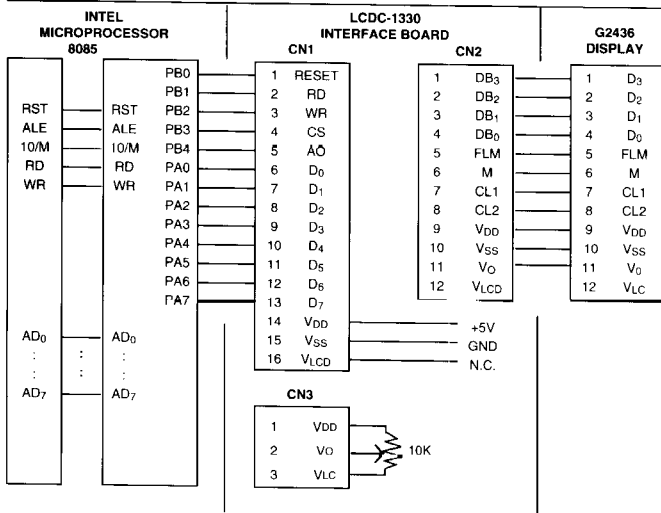 INTEL
MICROPROCESSOR
8085
LCDC-1330
INTERFACE BOARD
G2436
DISPLAY
RST
ALE
10/M
RD
WR
AD0
AD7
RST
ALE
10/M
RD
WR
AD0
AD7
PB0
PB1
PB2
PB3
PB4
PA0
PA1
PA2
PA3
PA4
PA5
PA6
PA7
CN1
1 RESET
2 RD
3 WR
4 CS
5 A0
6 D0
7 D1
8 D2
9 D3
10 D4
11 D5
12 D6
13 D7
14 VDD
15 VSS
16 VLCD
+5V
GND
N.C.
CN2
1 DB3
2 DB2
3 DB1
4 DB0
5 FLM
6 M
7 CL1
8 CL2
9 VDD
10 VSS
11 VO
12 VLCD
1 D3
2 D2
3 D1
4 D0
5 FLM
6 M
7 CL1
8 CL2
9 VDD
10 VSS
11 V0
12 VLC
CN3
1 VDD
2 VO
3 VLC
10K